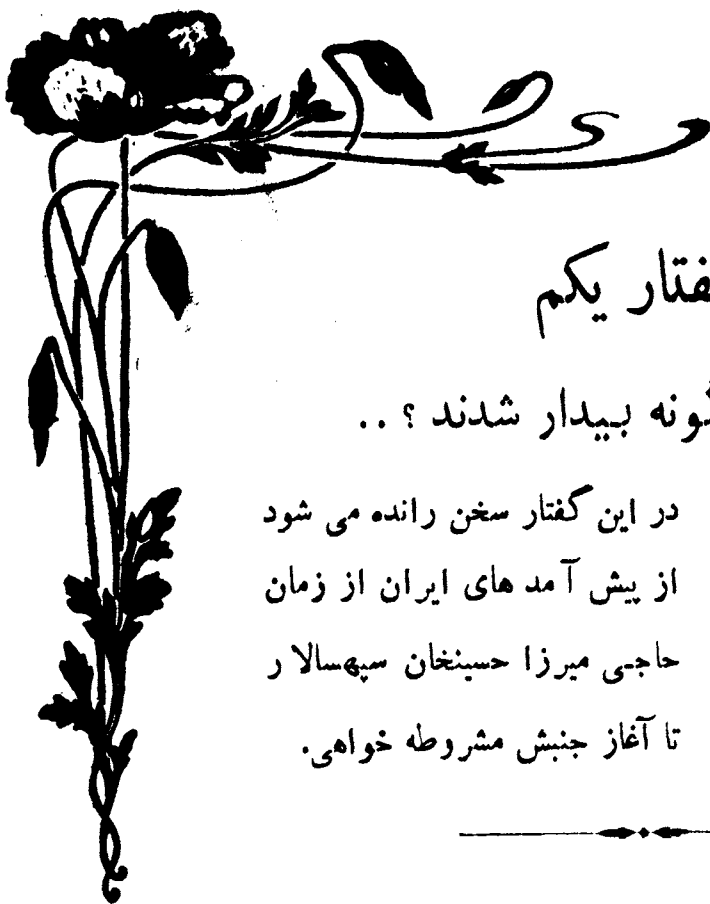 فتار یکم
ونه بیدار شدند ؟ ..
در این گفتار سخن رانده می شود
از پیش آمد های ایران از زمان
حاجی میرزا حسینخان سپهسالار
تا آغاز جنبش مشروطه خواهی.